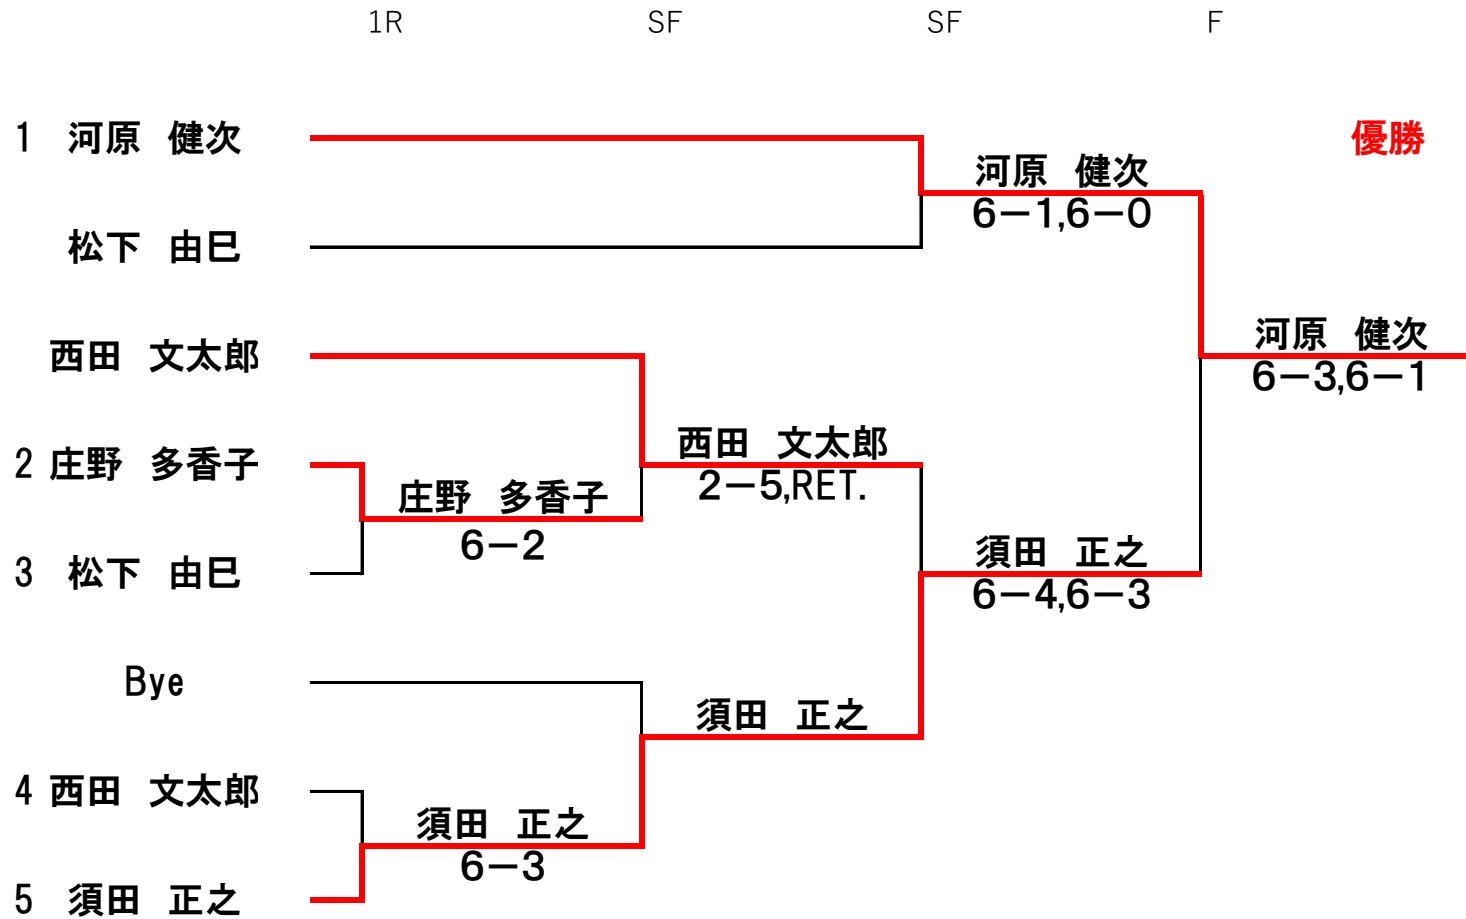 1R SF SF F
1 河原 健次
優勝
河原 健次
6-1,6-0
松下 由巳
西田 文太郎
河原 健次
6-3,6-1
西田 文太郎
2-5,RET.
2 庄野 多香子
庄野 多香子
6-2
須田 正之
6-4,6-3
3 松下 由巳
Bye
須田 正之
4 西田 文太郎
須田 正之
6-3
5 須田 正之